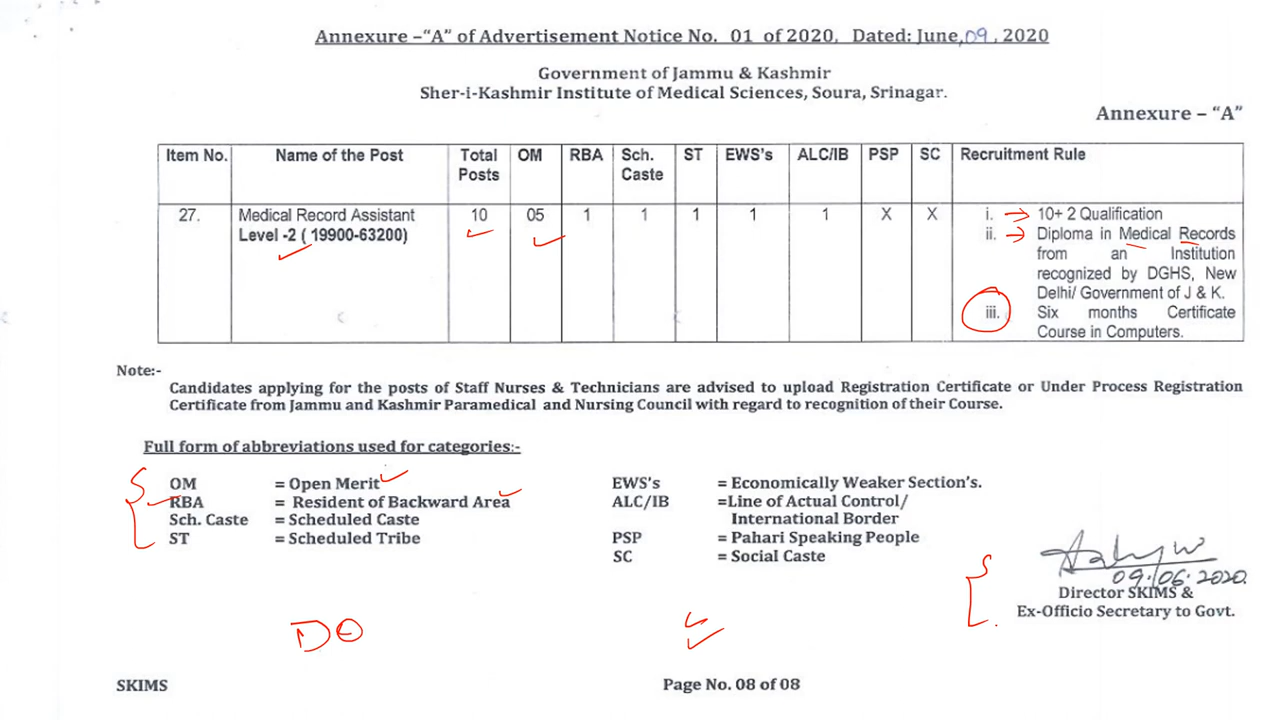 Annexure –"A" of Advertisement Notice No. 01 of 2020, Dated: June, 09, 2020
Government of Jammu & Kashmir
Sher-i-Kashmir Institute of Medical Sciences, Soura, Srinagar.
Annexure – "A"
Item No. Name of the Post Total Posts OM RBA Sch. Caste ST EWS's ALC/IB PSP SC Recruitment Rule
27. Medical Record Assistant 10 05 1 1 1 1 1 X X i. 10+ 2 Qualification
Level -2 ( 19900-63200) ii. Diploma in Medical Records
from an Institution
recognized by DGHS, New
Delhi/ Government of J & K.
iii. Six months Certificate
Course in Computers.
Note:-
Candidates applying for the posts of Staff Nurses & Technicians are advised to upload Registration Certificate or Under Process Registration
Certificate from Jammu and Kashmir Paramedical and Nursing Council with regard to recognition of their Course.
Full form of abbreviations used for categories:-
OM = Open Merit EWS's = Economically Weaker Section's.
RBA = Resident of Backward Area ALC/IB =Line of Actual Control/
Sch. Caste = Scheduled Caste International Border
ST = Scheduled Tribe PSP = Pahari Speaking People
SC = Social Caste
09.06.2020
Director SKIMS &
Ex-Officio Secretary to Govt.
SKIMS Page No. 08 of 08